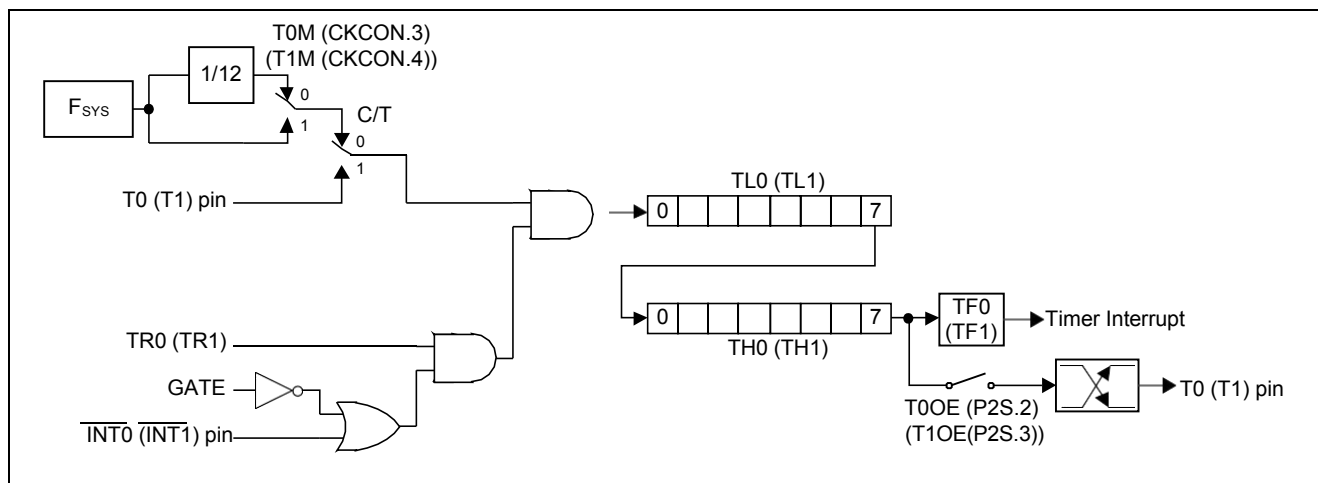 T0M (CKCON.3)
(T1M (CKCON.4))
1/12
FSYS
0
1
C/T
0
1
T0 (T1) pin
TL0 (TL1)
0 7
0 7
TH0 (TH1)
TF0
(TF1)
Timer Interrupt
TR0 (TR1)
GATE
INT0 (INT1) pin
T0OE (P2S.2)
(T1OE(P2S.3))
T0 (T1) pin